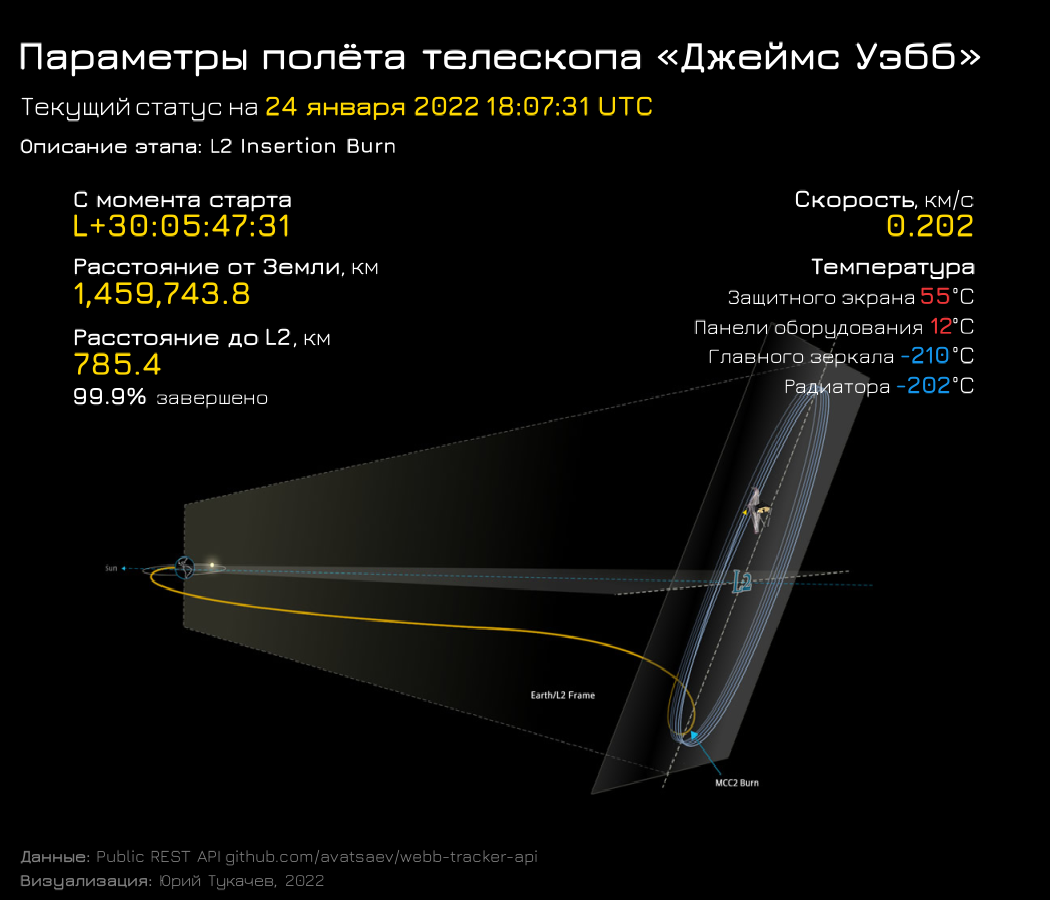 Параметры полёта телескопа «Джеймс Уэбб»
Текущий статус на 24 января 2022 18:07:31 UTC
Описание этапа: L2 Insertion Burn
С момента старта
L+30:05:47:31
Расстояние от Земли, км
1,459,743.8
Расстояние до L2, км
785.4
99.9% завершено
Скорость, км/с
0.202
Температура
Защитного экрана 55°C
Панели оборудования 12°C
Главного зеркала -210°C
Радиатора -202°C
Sun
L2
Earth/L2 Frame
MCC2 Burn
Данные: Public REST API github.com/avatsaev/webb-tracker-api
Визуализация: Юрий Тукачев, 2022